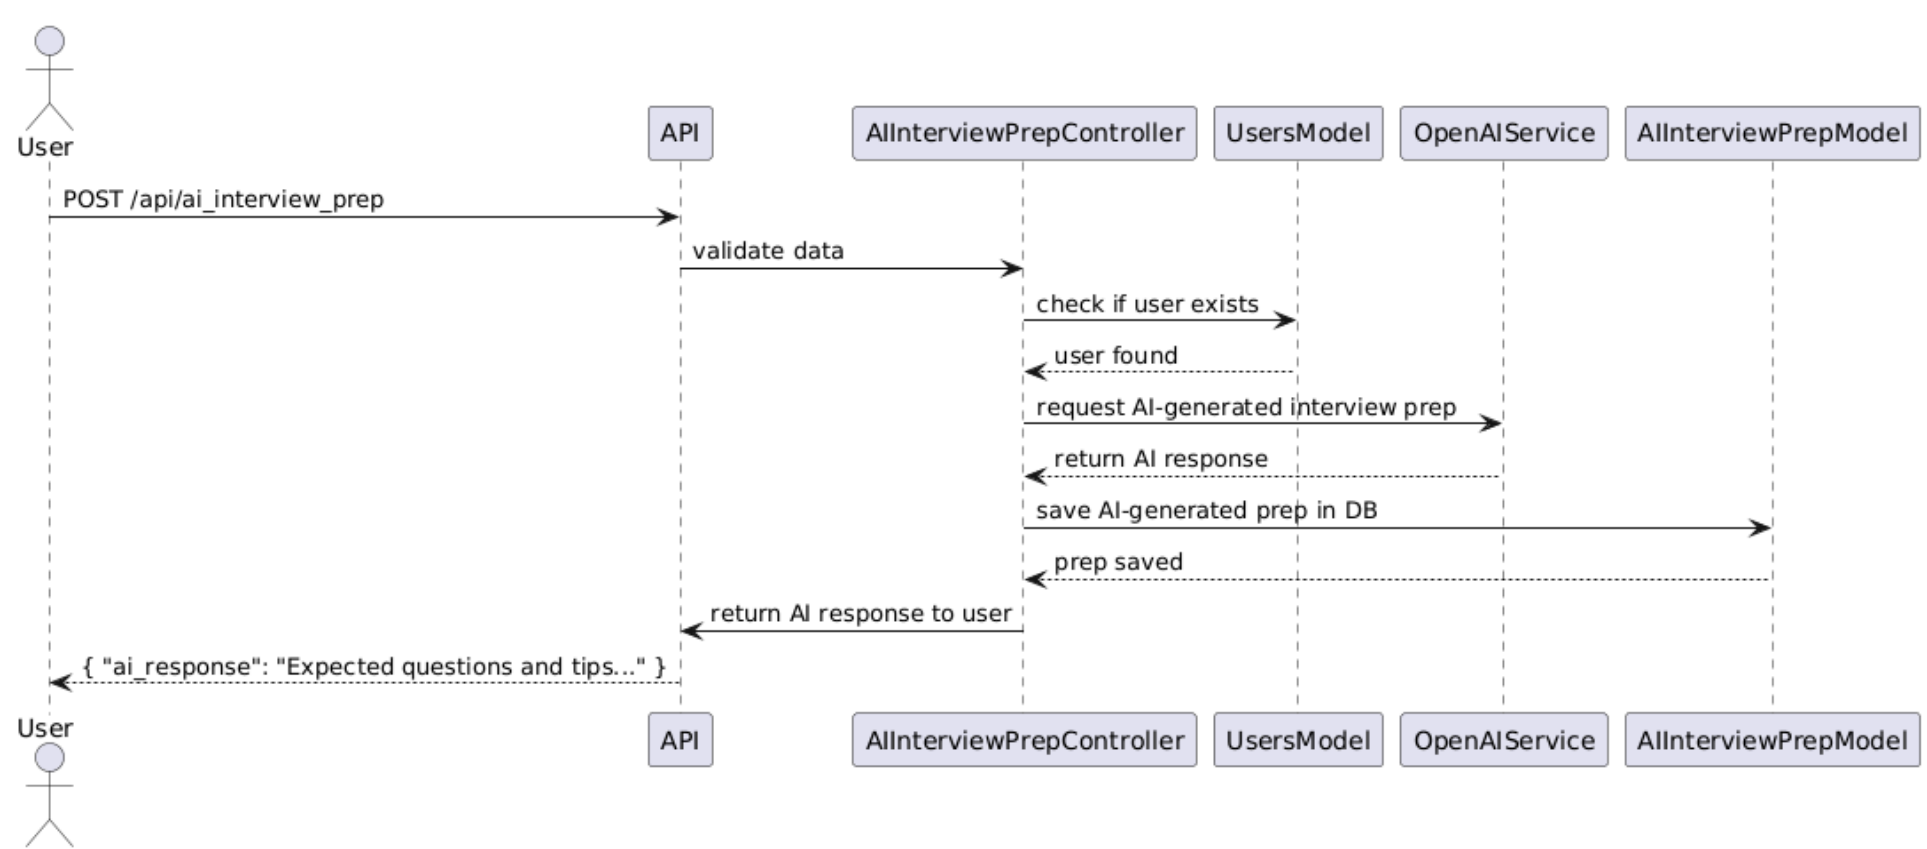 User
API
AIInterviewPrepController
UsersModel
OpenAIService
AIInterviewPrepModel
POST /api/ai_interview_prep
validate data
check if user exists
user found
request AI-generated interview prep
return AI response
save AI-generated prep in DB
prep saved
return AI response to user
{ "ai_response": "Expected questions and tips..." }
User
API
AIInterviewPrepController
UsersModel
OpenAIService
AIInterviewPrepModel